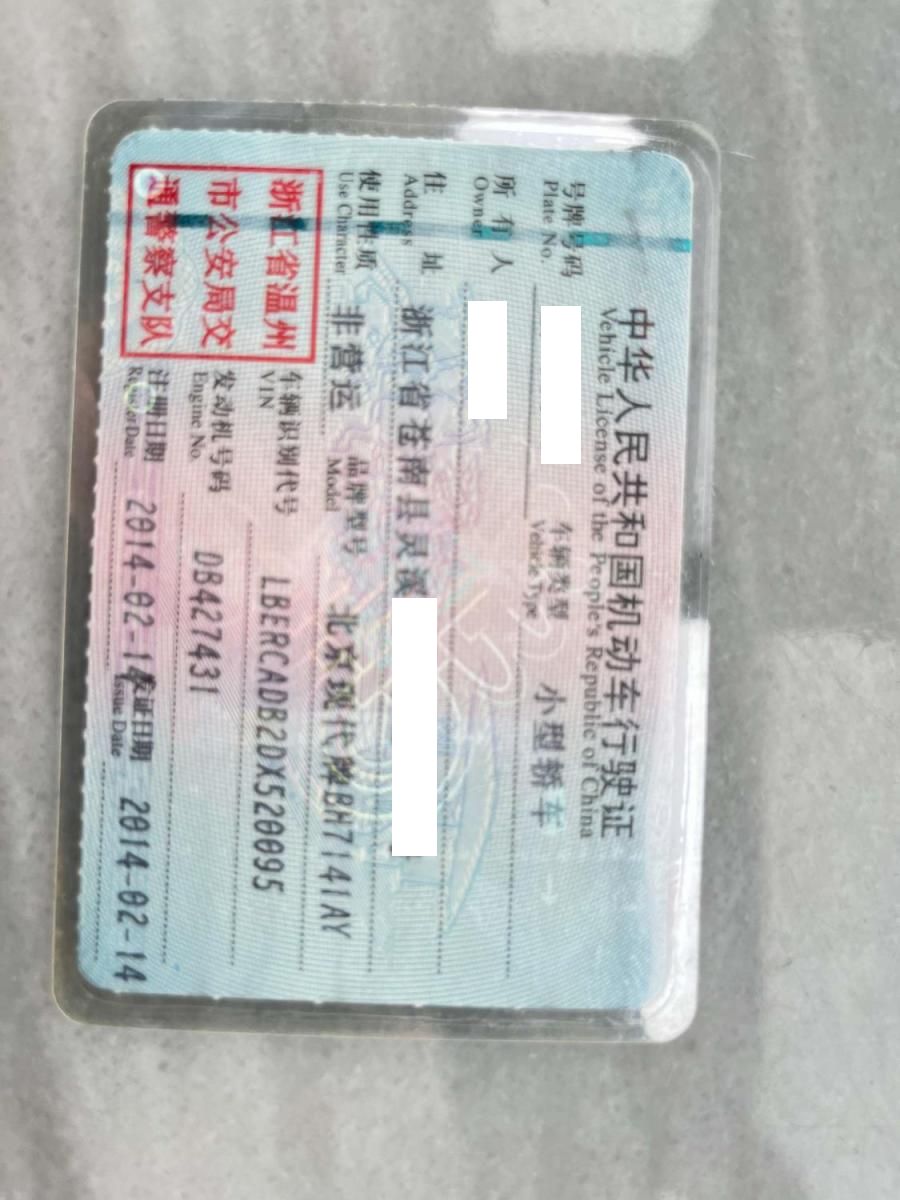 中华人民共和国机动车行驶证
Vehicle License of the People's Republic of China
号牌号码
Plate No.
车辆类型 小型轿车
Vehicle Type
所有人
Owner
住址 浙江省苍南县灵溪
Address
使用性质 非营运
Use Character
品牌型号 北京现代牌BH7141AY
Model
浙江省温州
市公安局交
通警察支队
车辆识别代号 LBERCADB2DX520095
VIN
发动机号码 DB427431
Engine No.
注册日期 2014-02-14
Register Date
发证日期 2014-02-14
Issue Date